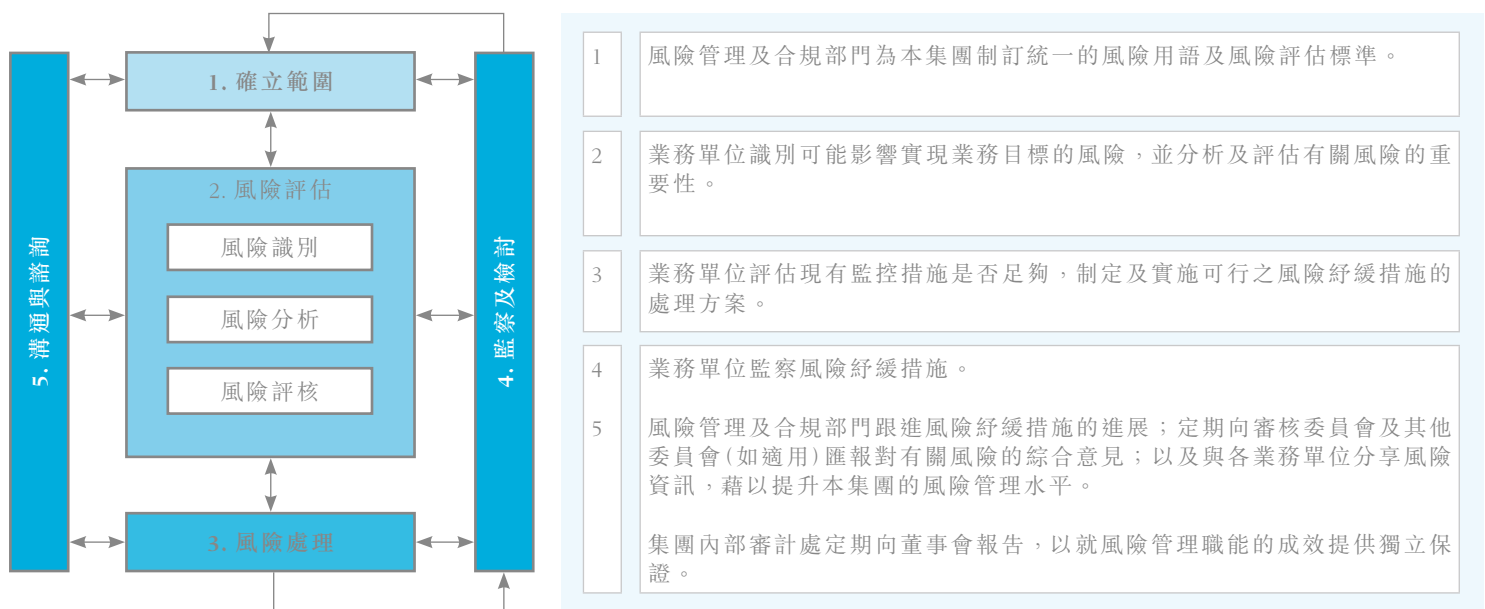 5. 溝通與諮詢
1. 確立範圍
2. 風險評估
風險識別
風險分析
風險評核
3. 風險處理
4. 監察及檢討
1
風險管理及合規部門為本集團制訂統一的風險用語及風險評估標準。
2
業務單位識別可能影響實現業務目標的風險，並分析及評估有關風險的重
要性。
3
業務單位評估現有監控措施是否足夠，制定及實施可行之風險紓緩措施的
處理方案。
4
業務單位監察風險紓緩措施。
5
風險管理及合規部門跟進風險紓緩措施的進展；定期向審核委員會及其他
委員會(如適用)匯報對有關風險的綜合意見；以及與各業務單位分享風險
資訊，藉以提升本集團的風險管理水平。
集團內部審計處定期向董事會報告，以就風險管理職能的成效提供獨立保
證。